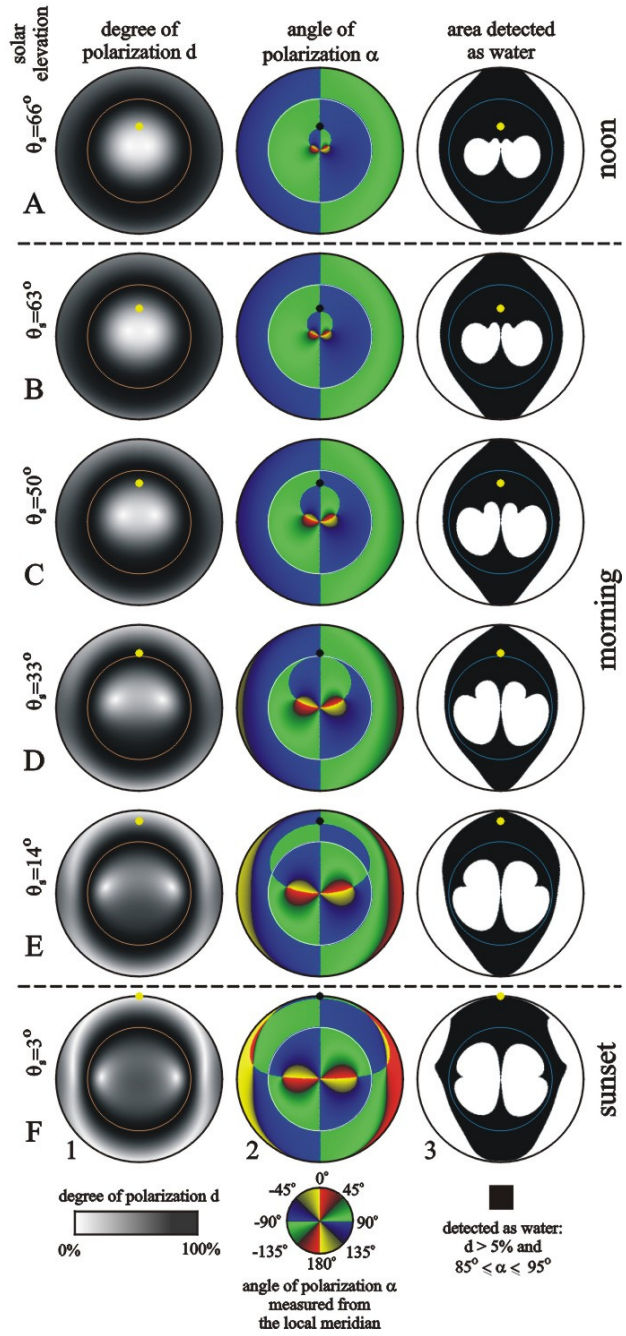 solar elevation
degree of
polarization d
angle of
polarization α
area detected
as water
θs=66°
A
noon
θs=63°
B
θs=50°
C
morning
θs=33°
D
θs=14°
E
θs=3°
F
1
2
3
sunset
degree of polarization d
0%
100%
0°
-45°
45°
-90°
90°
-135°
135°
180°
angle of polarization α
measured from
the local meridian
detected as water:
d > 5% and
85° ⩽ α ⩽ 95°